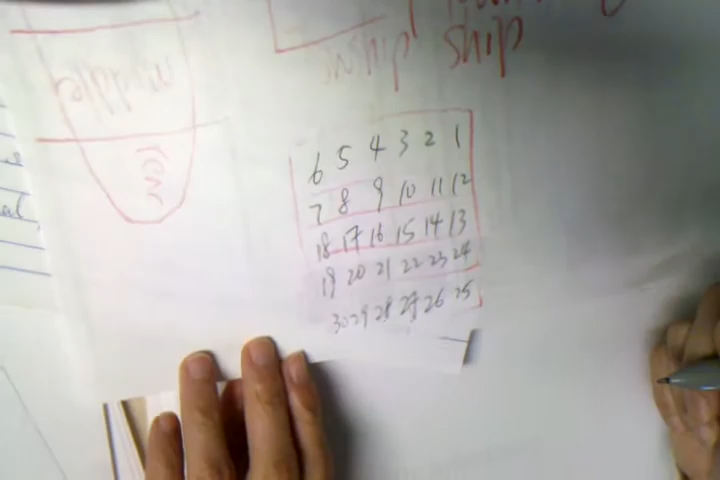 ship
ship
middle
rear
6 5 4 3 2 1
7 8 9 10 11 12
18 17 16 15 14 13
19 20 21 22 23 24
30 29 28 27 26 25